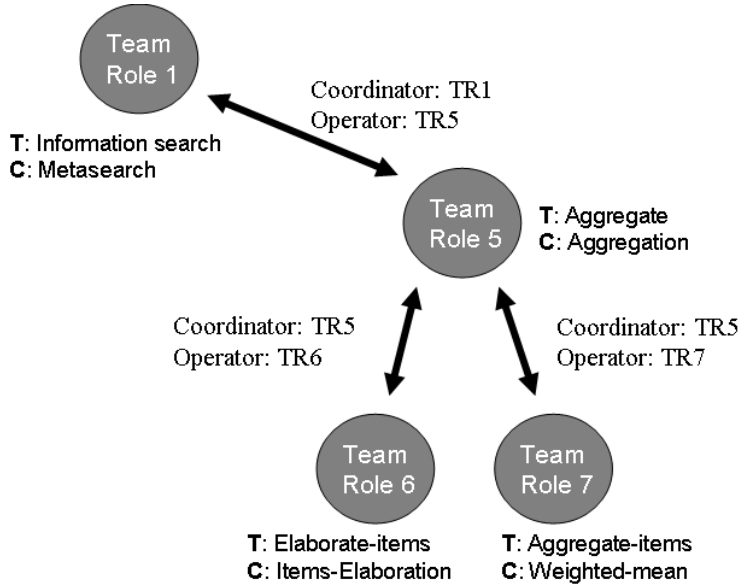 Team
Role 1
Coordinator: TR1
Operator: TR5
T: Information search
C: Metasearch
Team
Role 5
T: Aggregate
C: Aggregation
Coordinator: TR5
Operator: TR6
Coordinator: TR5
Operator: TR7
Team
Role 6
Team
Role 7
T: Elaborate-items
C: Items-Elaboration
T: Aggregate-items
C: Weighted-mean